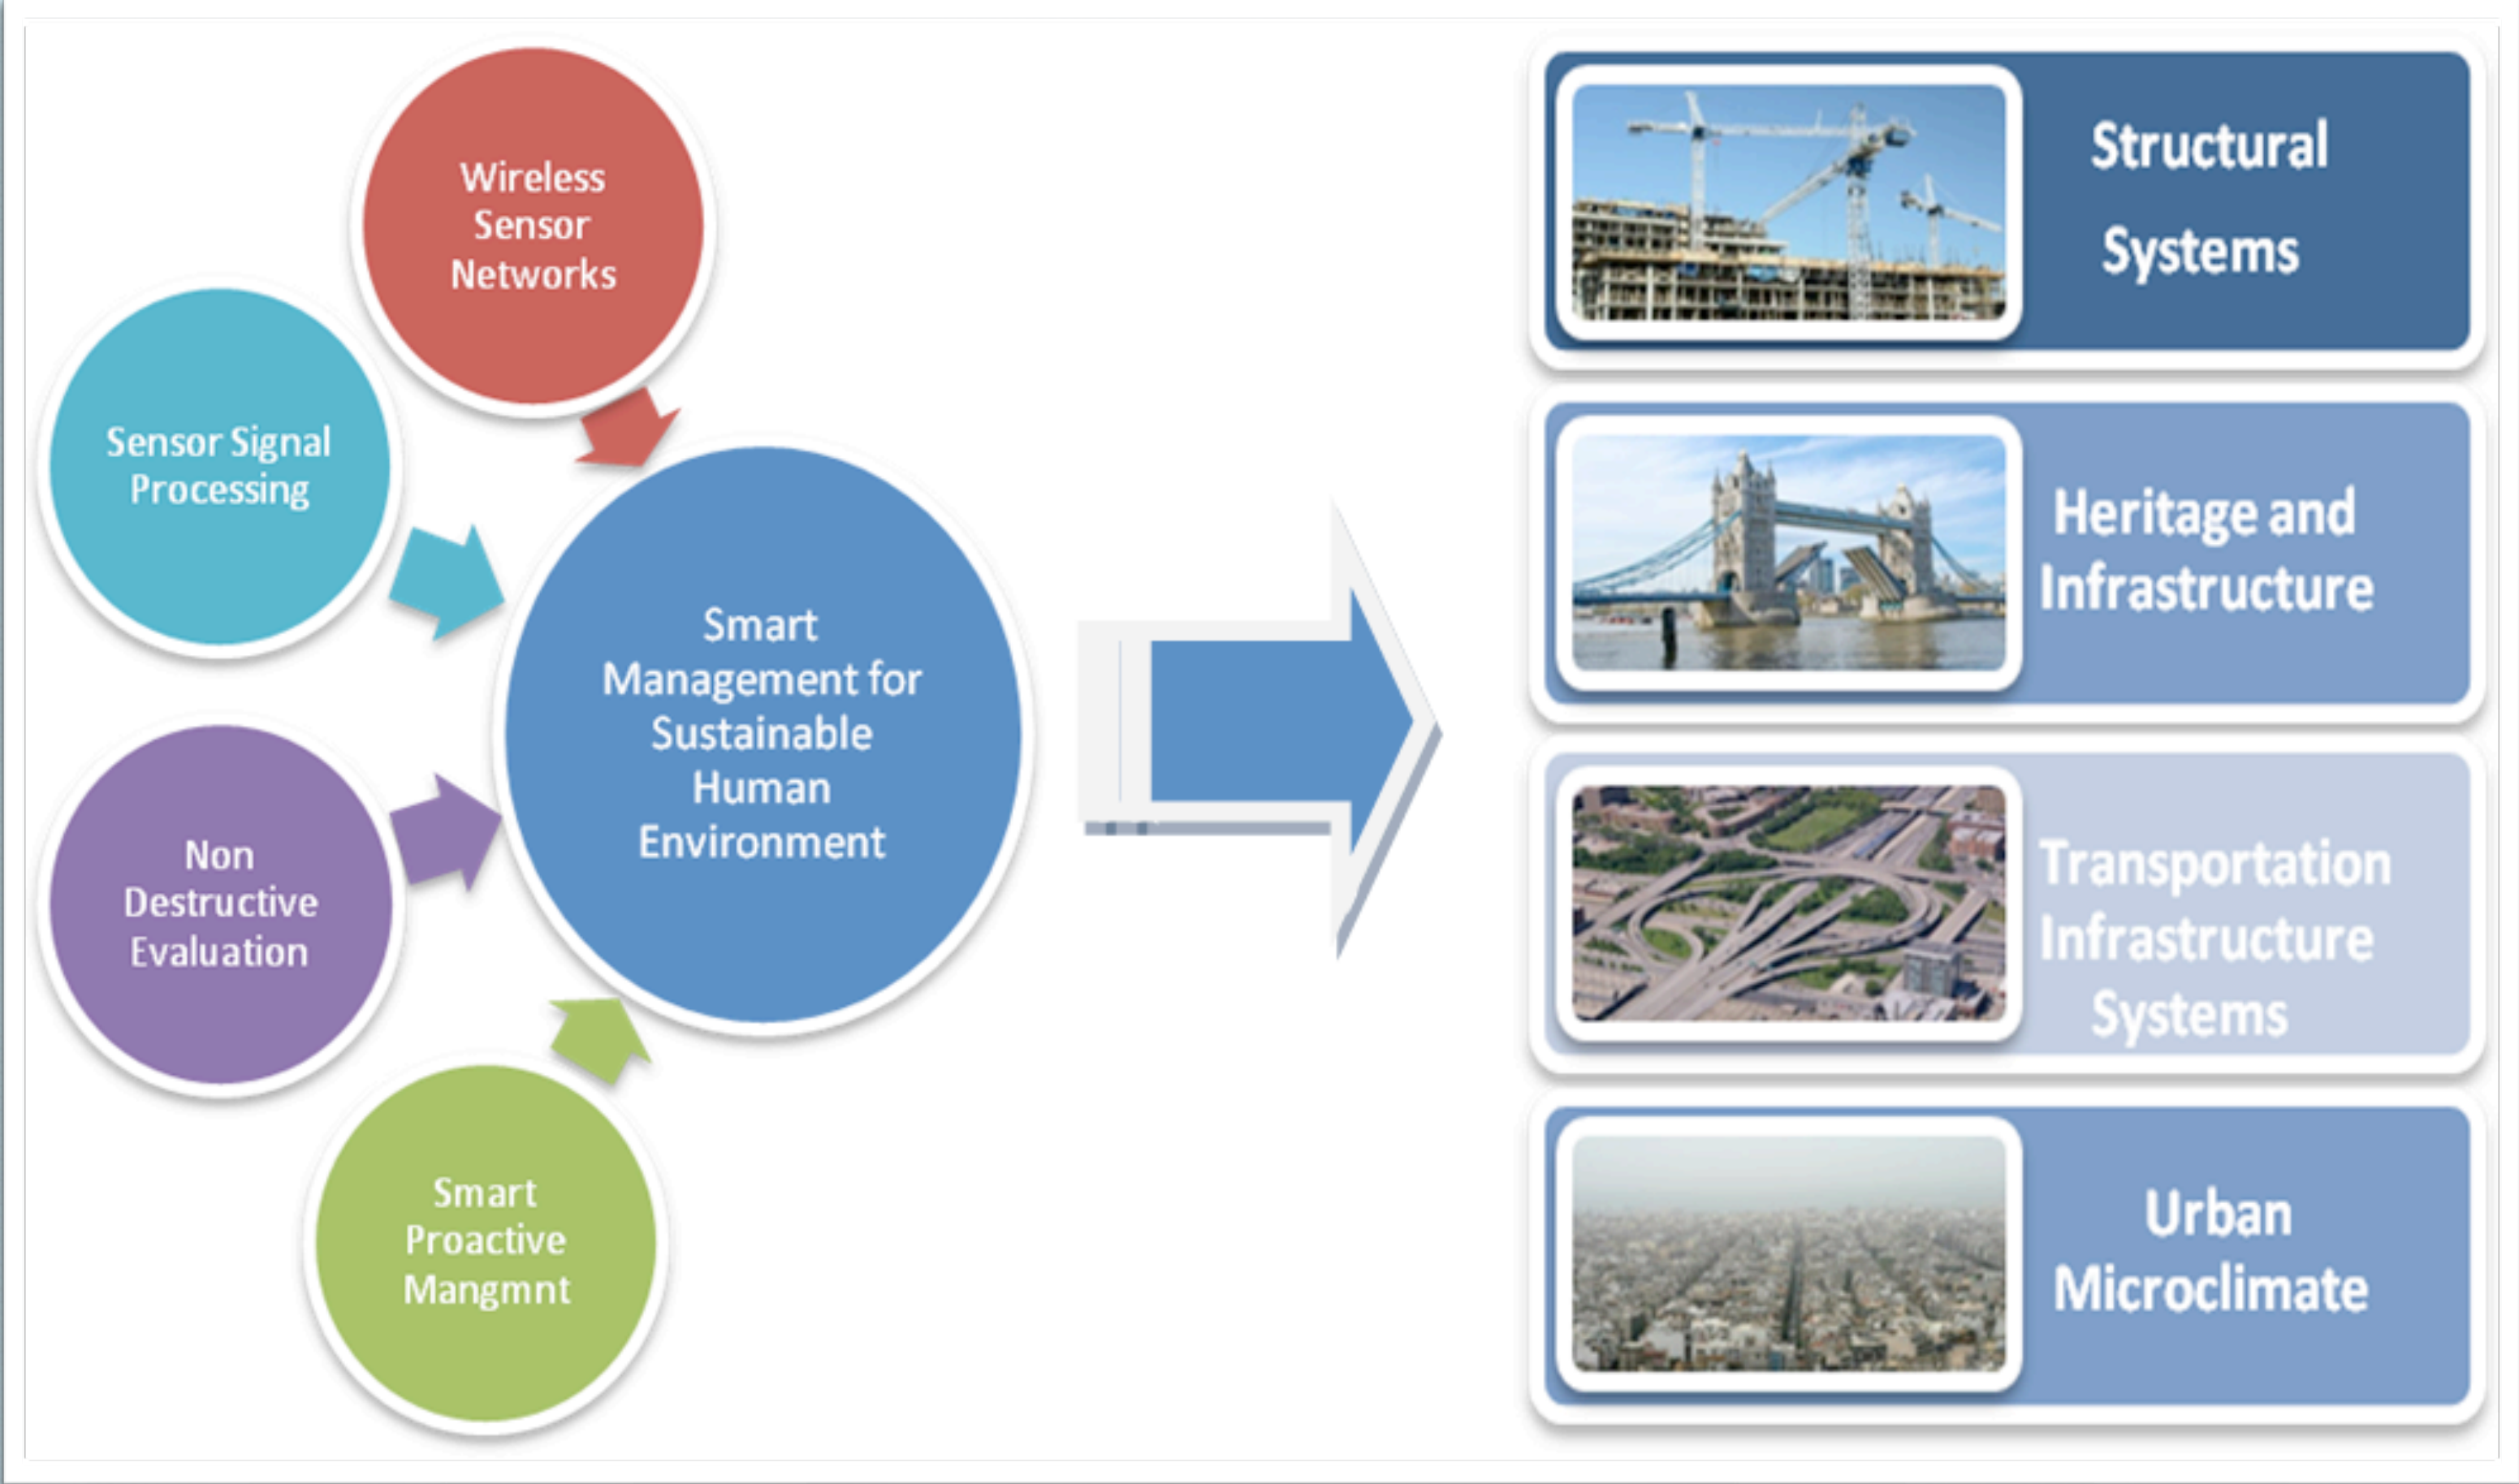 Wireless
Sensor
Networks
Sensor Signal
Processing
Smart
Management for
Sustainable
Human
Environment
Non
Destructive
Evaluation
Smart
Proactive
Mangmnt
Structural
Systems
Heritage and
Infrastructure
Transportation
Infrastructure
Systems
Urban
Microclimate